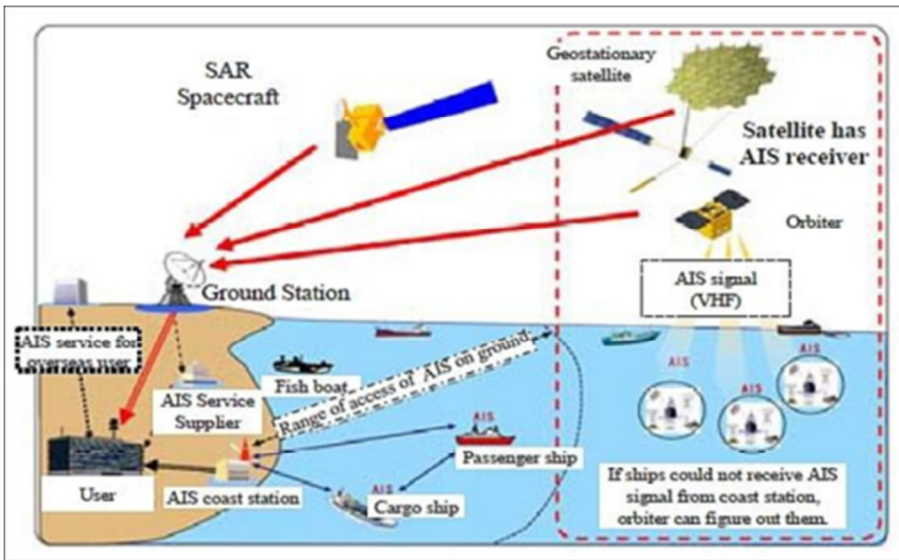 SAR
Spacecraft
Geostationary
satellite
Satellite has
AIS receiver
Orbiter
AIS signal
(VHF)
Ground Station
AIS service for
overseas user
AIS Service
Supplier
Fish boat
Range of access of AIS on ground
AIS
AIS
AIS
AIS
Passenger ship
AIS
Cargo ship
User
AIS coast station
If ships could not receive AIS
signal from coast station,
orbiter can figure out them.